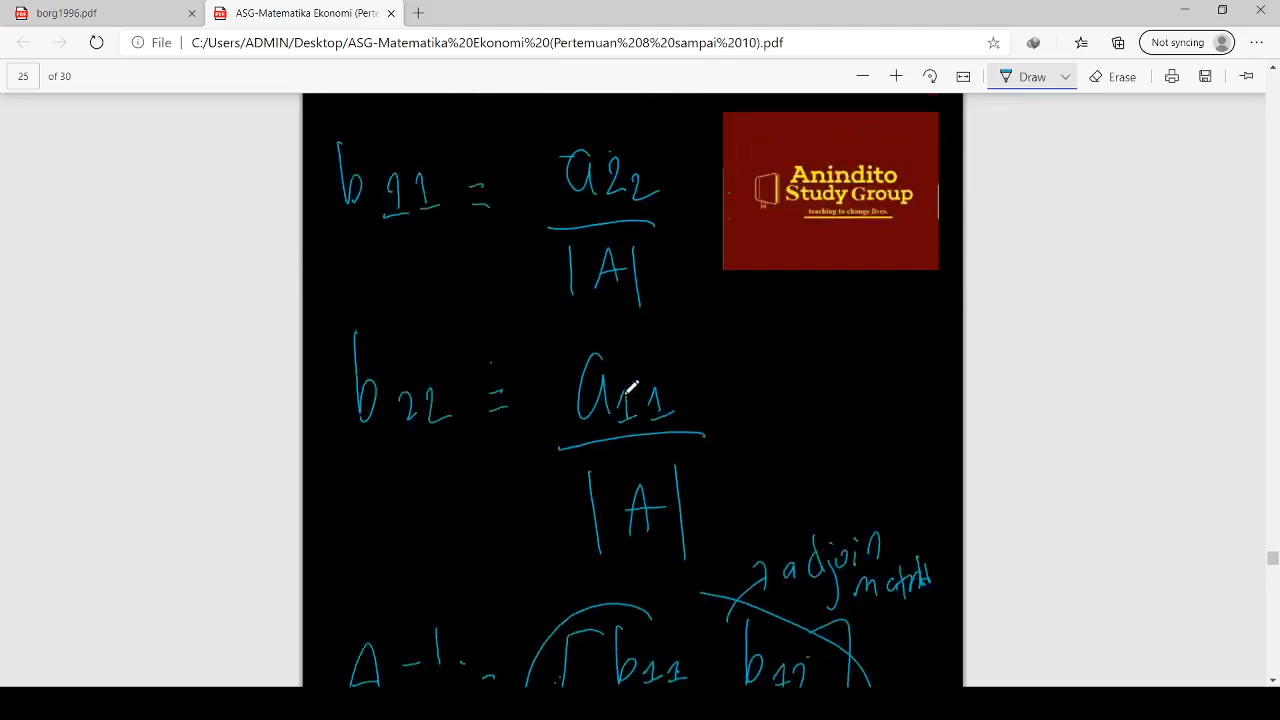 borg1996.pdf
ASG-Matematika Ekonomi (Perte
File
C:/Users/ADMIN/Desktop/ASG-Matematika%20Ekonomi%20(Pertemuan%208%20sampai%2010).pdf
Not syncing
25 of 30
Draw
Erase
b11 = a22
|A|
Anindito
Study Group
teaching to change lives.
b22 = a11
|A|
adjoin
A-1 =
b11